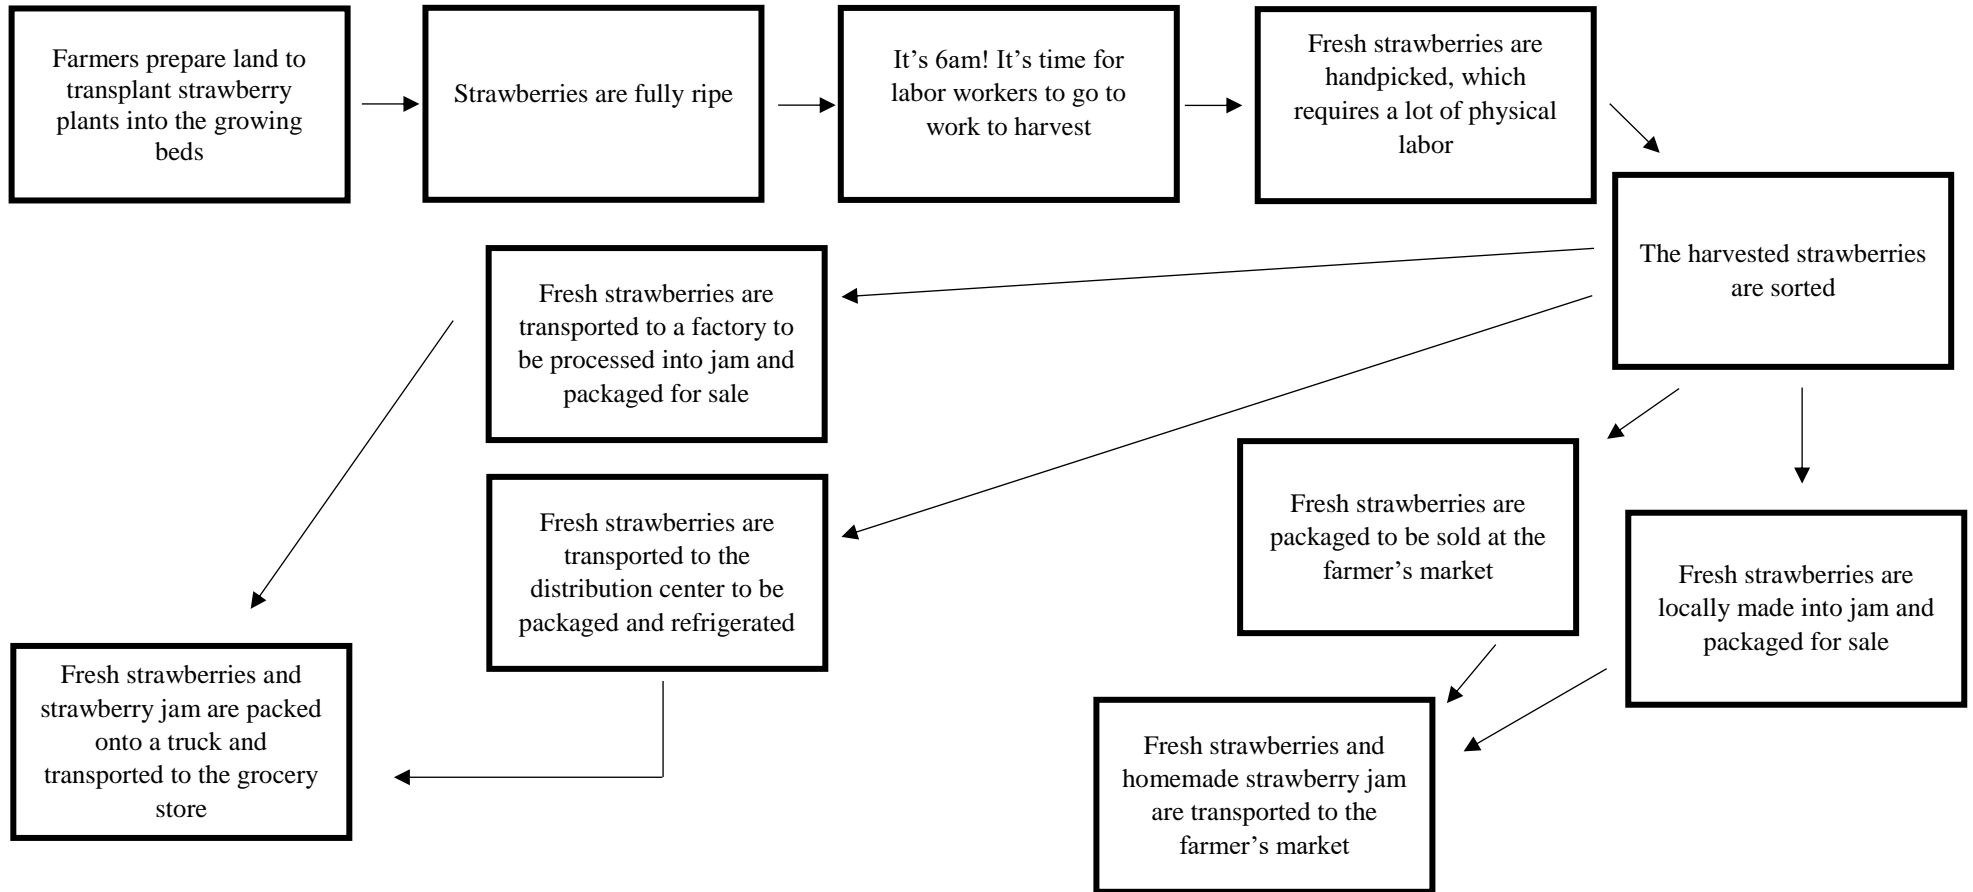 Farmers prepare land to
transplant strawberry
plants into the growing
beds
Strawberries are fully ripe
It’s 6am! It’s time for
labor workers to go to
work to harvest
Fresh strawberries are
handpicked, which
requires a lot of physical
labor
The harvested strawberries
are sorted
Fresh strawberries are
transported to a factory to
be processed into jam and
packaged for sale
Fresh strawberries are
transported to the
distribution center to be
packaged and refrigerated
Fresh strawberries are
packaged to be sold at the
farmer’s market
Fresh strawberries are
locally made into jam and
packaged for sale
Fresh strawberries and
strawberry jam are packed
onto a truck and
transported to the grocery
store
Fresh strawberries and
homemade strawberry jam
are transported to the
farmer’s market